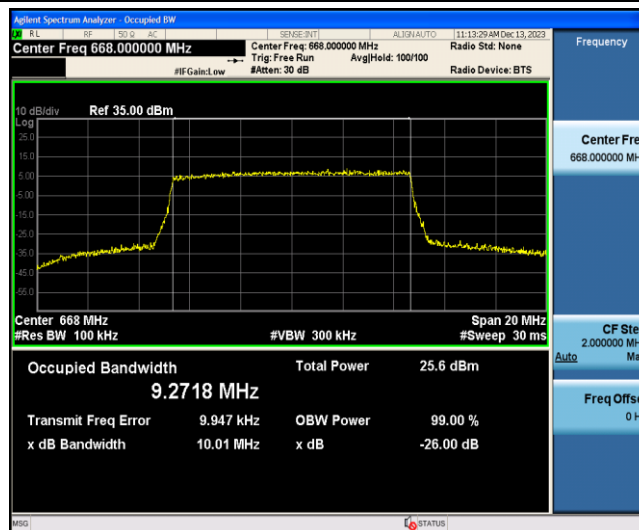 Agilent Spectrum Analyzer - Occupied BW
RL RF 50 Ω AC SENSE:INT ALIGN AUTO 11:13:29 AM Dec 13, 2023
Center Freq 668.000000 MHz Center Freq: 668.000000 MHz Radio Std: None Frequency
Trig: Free Run Avg|Hold: 100/100
#IFGain:Low #Atten: 30 dB Radio Device: BTS
10 dB/div Ref 35.00 dBm
Log
25.0
15.0
5.00
-5.00
-15.0
-25.0
-35.0
-45.0
-55.0
Center Fre
668.000000 MH
Center 668 MHz Span 20 MHz
#Res BW 100 kHz #VBW 300 kHz #Sweep 30 ms
CF Ste
2.000000 MH
Auto Ma
Occupied Bandwidth Total Power 25.6 dBm
9.2718 MHz
Transmit Freq Error 9.947 kHz OBW Power 99.00 %
x dB Bandwidth 10.01 MHz x dB -26.00 dB
Freq Offs
0 H
MSG STATUS